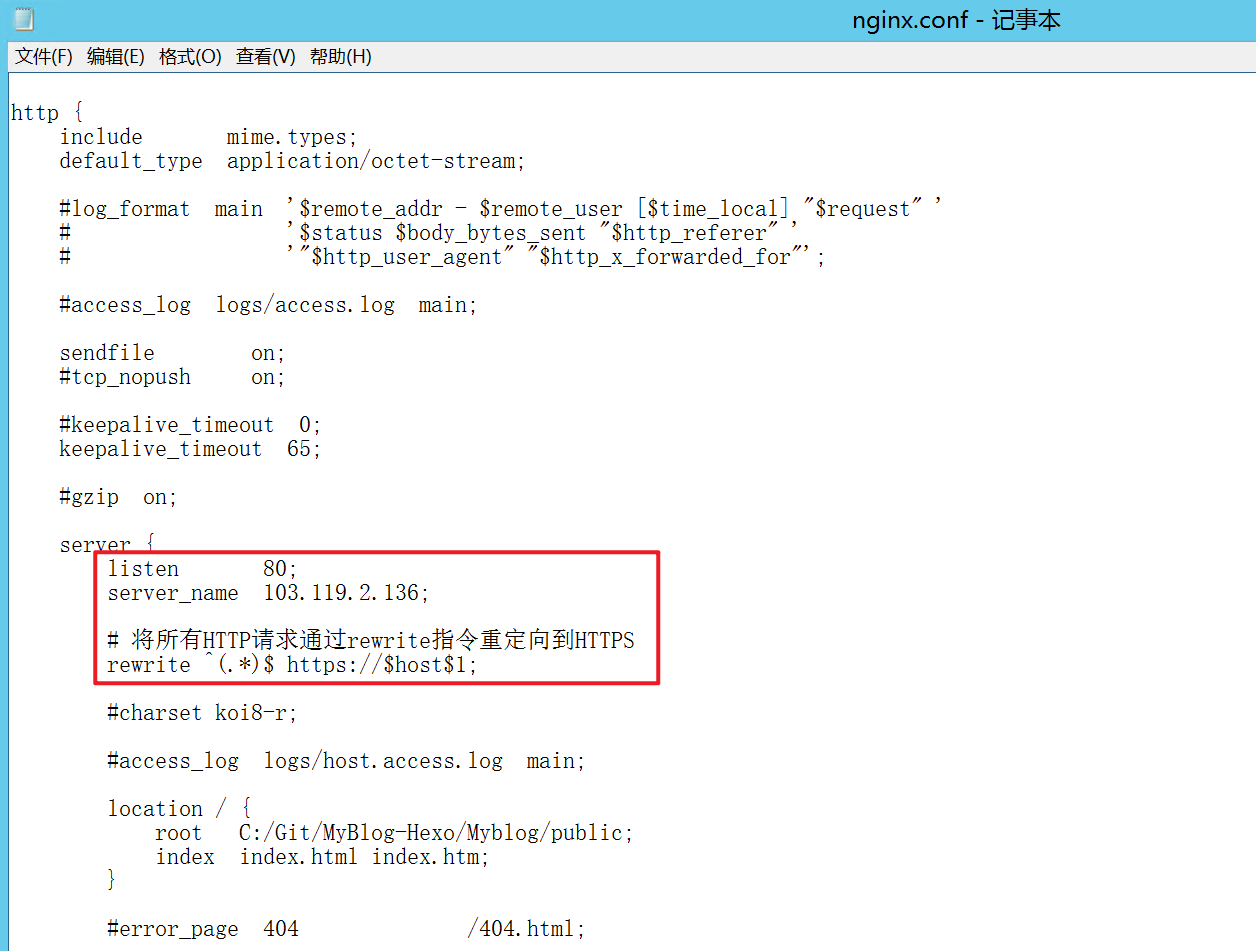 nginx.conf - 记事本
文件(F) 编辑(E) 格式(O) 查看(V) 帮助(H)
http {
    include       mime.types;
    default_type  application/octet-stream;
    #log_format  main  '$remote_addr - $remote_user [$time_local] "$request" '
    #                  '$status $body_bytes_sent "$http_referer" '
    #                  '"$http_user_agent" "$http_x_forwarded_for"';
    #access_log  logs/access.log  main;
    sendfile        on;
    #tcp_nopush     on;
    #keepalive_timeout  0;
    keepalive_timeout  65;
    #gzip  on;
    server {
        listen       80;
        server_name  103.119.2.136;
        # 将所有HTTP请求通过rewrite指令重定向到HTTPS
        rewrite ^(.*)$ https://$host$1;
        #charset koi8-r;
        #access_log  logs/host.access.log  main;
        location / {
            root   C:/Git/MyBlog-Hexo/Myblog/public;
            index  index.html index.htm;
        }
        #error_page  404              /404.html;